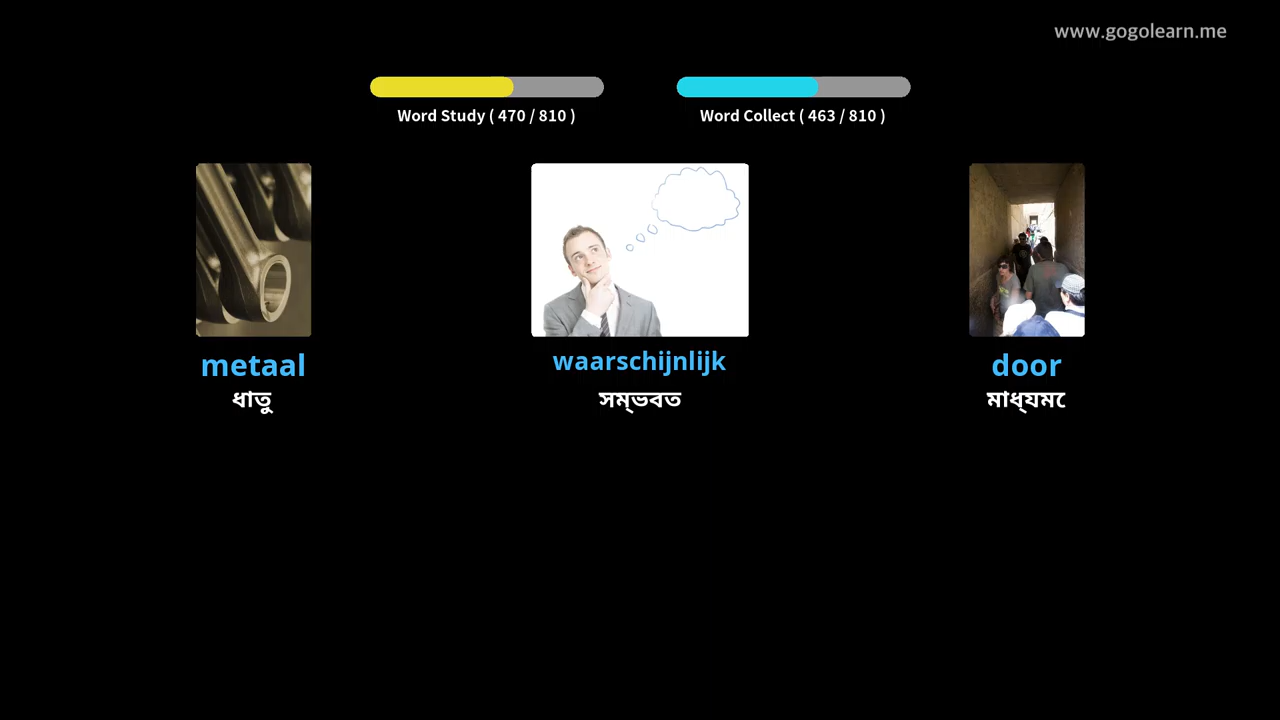 www.gogolearn.me
Word Study ( 470 / 810 )
Word Collect ( 463 / 810 )
metaal
waarschijnlijk
door
ধাতু
সম্ভবত
মাধ্যমে